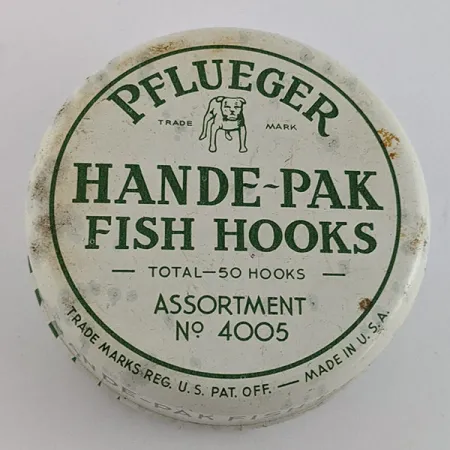 PFLUEGER
TRADE MARK
HANDE-PAK
FISH HOOKS
— TOTAL—50 HOOKS —
ASSORTMENT
Nº 4005
TRADE MARKS REG. U.S. PAT. OFF. — MADE IN U.S.A.